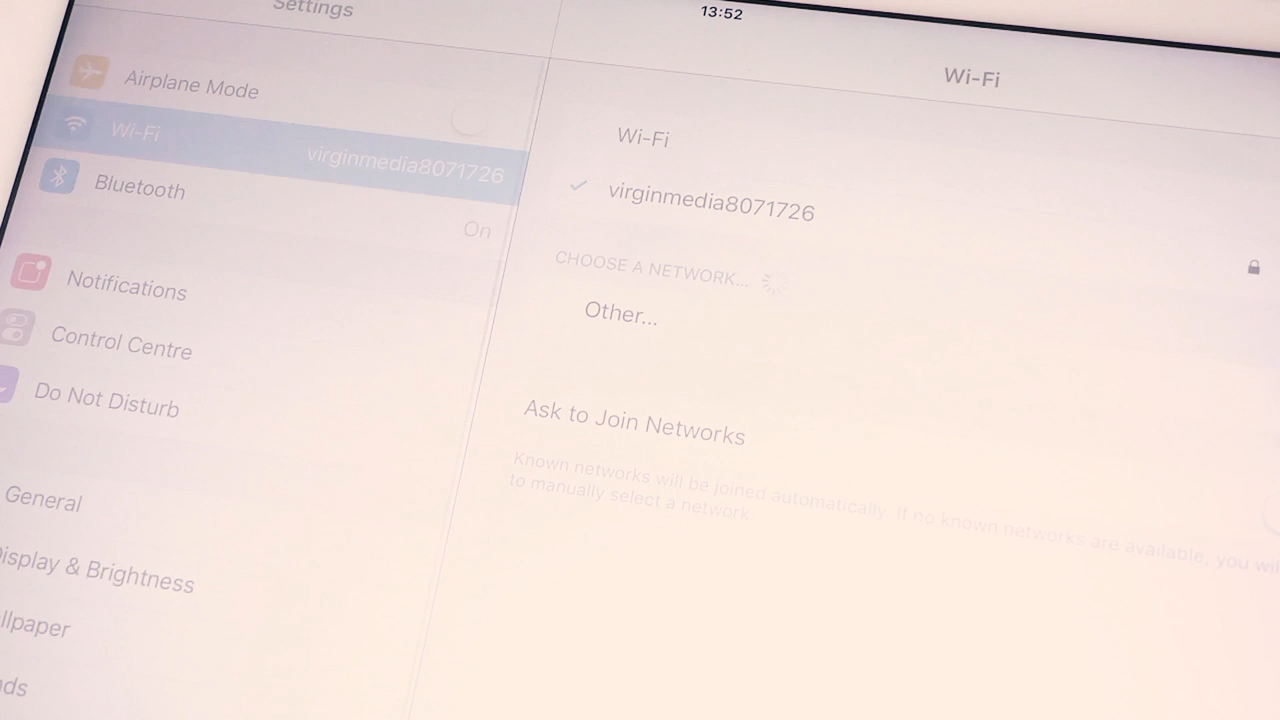 Settings
13:52
Wi-Fi
Airplane Mode
Wi-Fi
virginmedia8071726
Bluetooth
On
Notifications
Control Centre
Do Not Disturb
General
isplay & Brightness
llpaper
ds
Wi-Fi
virginmedia8071726
CHOOSE A NETWORK...
Other...
Ask to Join Networks
Known networks will be joined automatically. If no known networks are available, you wil
to manually select a network.